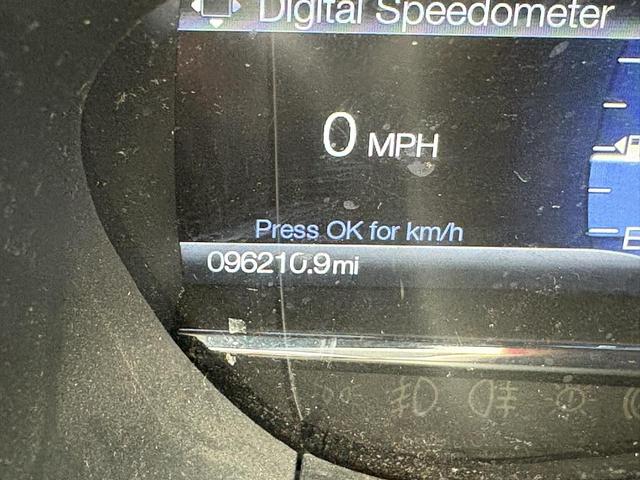 Digital Speedometer
0 MPH
Press OK for km/h
096210.9mi
E